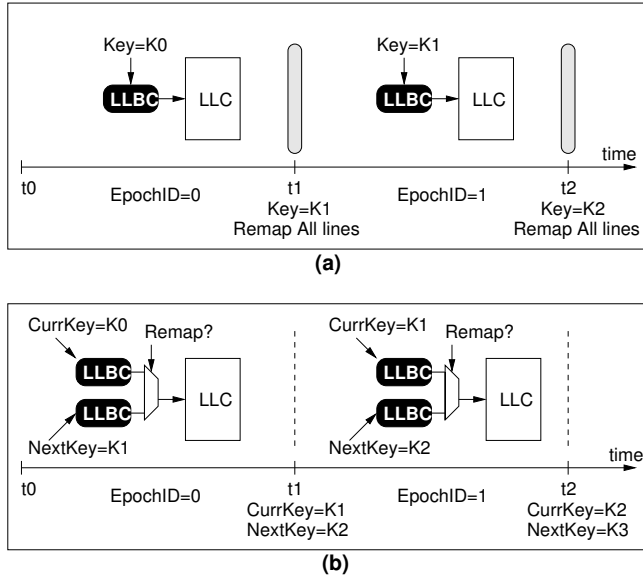 Key=K0
Key=K1
LLBC
LLC
LLBC
LLC
time
t0
EpochID=0
t1
EpochID=1
t2
Key=K1
Key=K2
Remap All lines
Remap All lines
(a)
CurrKey=K0
Remap?
CurrKey=K1
Remap?
LLBC
LLBC
LLC
LLC
LLBC
LLBC
NextKey=K1
NextKey=K2
time
t0
EpochID=0
t1
EpochID=1
t2
CurrKey=K1
CurrKey=K2
NextKey=K2
NextKey=K3
(b)